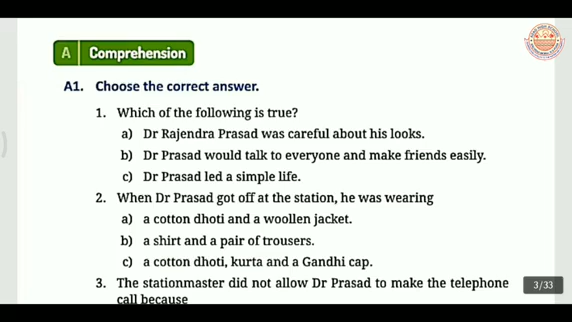 A Comprehension
A1. Choose the correct answer.
1. Which of the following is true?
a) Dr Rajendra Prasad was careful about his looks.
b) Dr Prasad would talk to everyone and make friends easily.
c) Dr Prasad led a simple life.
2. When Dr Prasad got off at the station, he was wearing
a) a cotton dhoti and a woollen jacket.
b) a shirt and a pair of trousers.
c) a cotton dhoti, kurta and a Gandhi cap.
3. The stationmaster did not allow Dr Prasad to make the telephone
call because
3/33